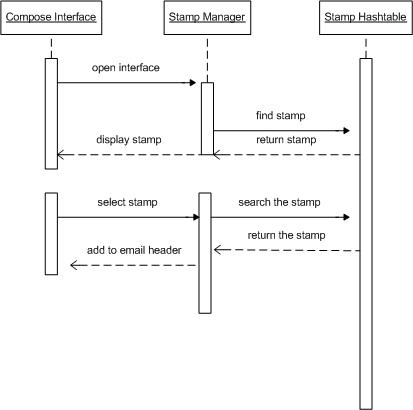 Compose Interface
Stamp Manager
Stamp Hashtable
open interface
find stamp
display stamp
return stamp
select stamp
search the stamp
return the stamp
add to email header